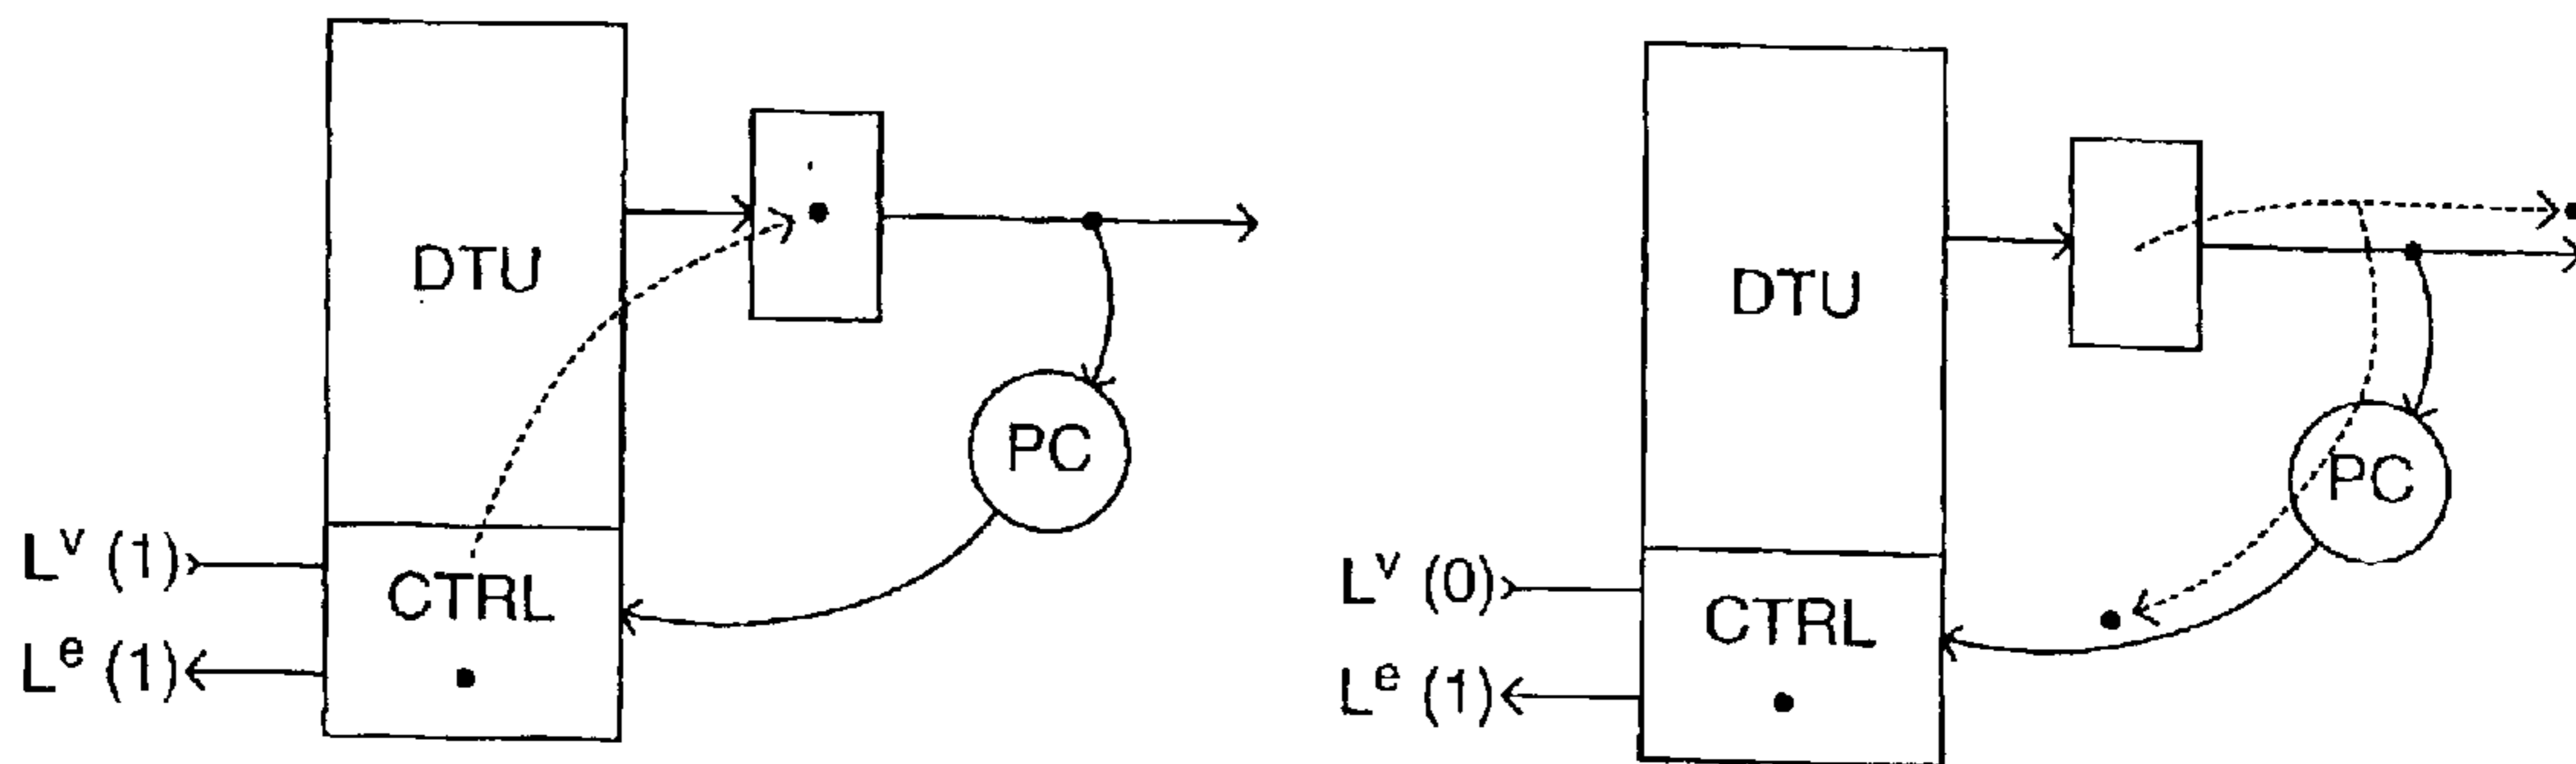 DTU
PC
L^v (1)
CTRL
L^e (1)
DTU
PC
L^v (0)
CTRL
L^e (1)